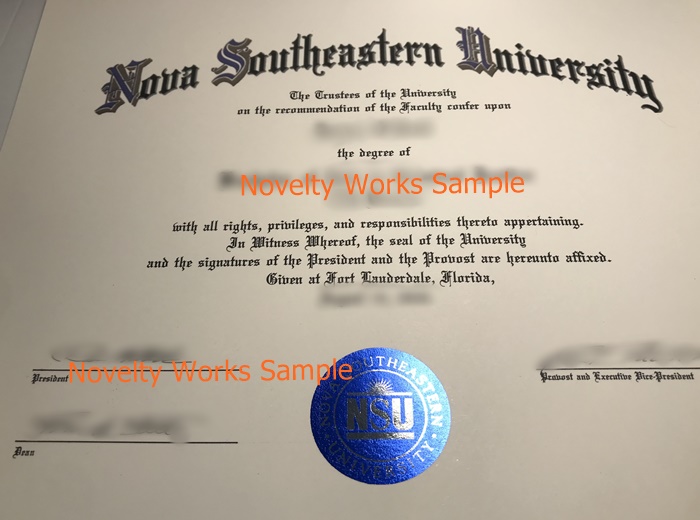 Nova Southeastern University
The Trustees of the University
on the recommendation of the Faculty confer upon
the degree of
Novelty Works Sample
with all rights, privileges, and responsibilities thereto appertaining.
In Witness Whereof, the seal of the University
and the signatures of the President and the Provost are hereunto affixed.
Given at Fort Lauderdale, Florida,
Novelty Works Sample
President
Provost and Executive Vice-President
Dean
NOVA SOUTHEASTERN
NSU
UNIVERSITY